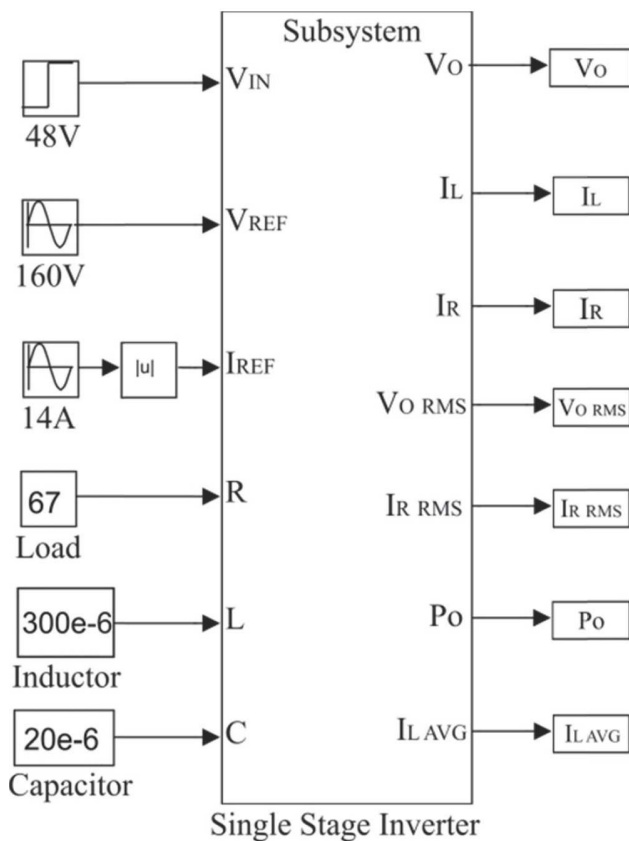 Subsystem
48V
VIN
VO
VO
160V
VREF
IL
IL
14A
|u|
IREF
IR
IR
VO RMS
VO RMS
67
Load
R
IR RMS
IR RMS
300e-6
Inductor
L
PO
PO
20e-6
Capacitor
C
IL AVG
IL AVG
Single Stage Inverter